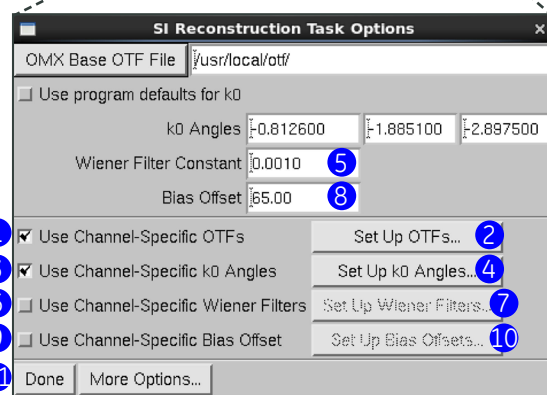 SI Reconstruction Task Options ×
OMX Base OTF File /usr/local/otf/
Use program defaults for k0
k0 Angles -0.812600 -1.885100 -2.897500
Wiener Filter Constant 0.0010 5
Bias Offset 65.00 8
Use Channel-Specific OTFs Set Up OTFs... 2
Use Channel-Specific k0 Angles Set Up k0 Angles... 4
Use Channel-Specific Wiener Filters Set Up Wiener Filters... 7
Use Channel-Specific Bias Offset Set Up Bias Offsets... 10
Done More Options...